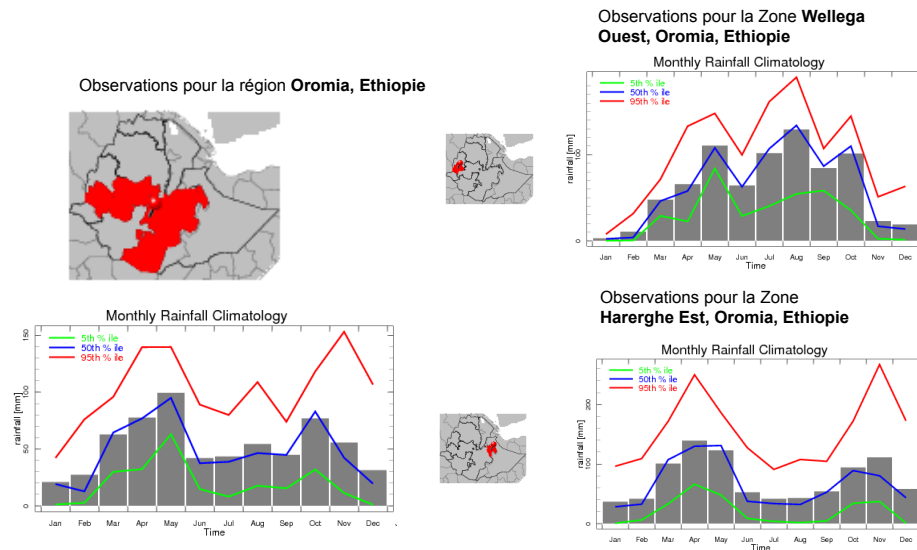 Observations pour la région Oromia, Ethiopie
Monthly Rainfall Climatology
5th % ile
50th % ile
95th % ile
rainfall [mm]
150
100
50
0
Jan Feb Mar Apr May Jun Jul Aug Sep Oct Nov Dec
Time
Observations pour la Zone Wellega
Ouest, Oromia, Ethiopie
Monthly Rainfall Climatology
5th % ile
50th % ile
95th % ile
rainfall [mm]
100
0
Jan Feb Mar Apr May Jun Jul Aug Sep Oct Nov Dec
Time
Observations pour la Zone
Harerghe Est, Oromia, Ethiopie
Monthly Rainfall Climatology
5th % ile
50th % ile
95th % ile
rainfall [mm]
200
100
0
Jan Feb Mar Apr May Jun Jul Aug Sep Oct Nov Dec
Time